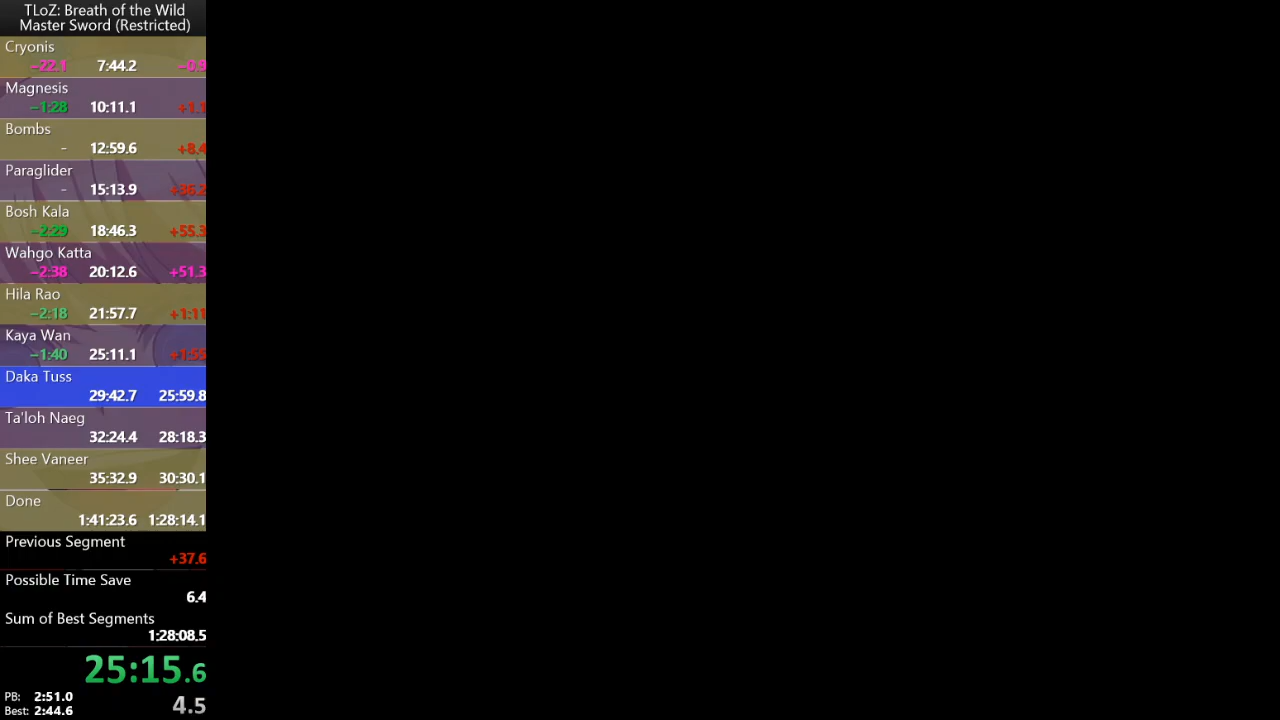 TLoZ: Breath of the Wild
Master Sword (Restricted)
Cryonis
−22.1 7:44.2 −0.9
Magnesis
−1:28 10:11.1 +1.1
Bombs
- 12:59.6 +8.4
Paraglider
- 15:13.9 +36.2
Bosh Kala
−2:29 18:46.3 +55.3
Wahgo Katta
−2:38 20:12.6 +51.3
Hila Rao
−2:18 21:57.7 +1:11
Kaya Wan
−1:40 25:11.1 +1:55
Daka Tuss
29:42.7 25:59.8
Ta'loh Naeg
32:24.4 28:18.3
Shee Vaneer
35:32.9 30:30.1
Done
1:41:23.6 1:28:14.1
Previous Segment
+37.6
Possible Time Save
6.4
Sum of Best Segments
1:28:08.5
25:15.6
PB: 2:51.0
Best: 2:44.6
4.5